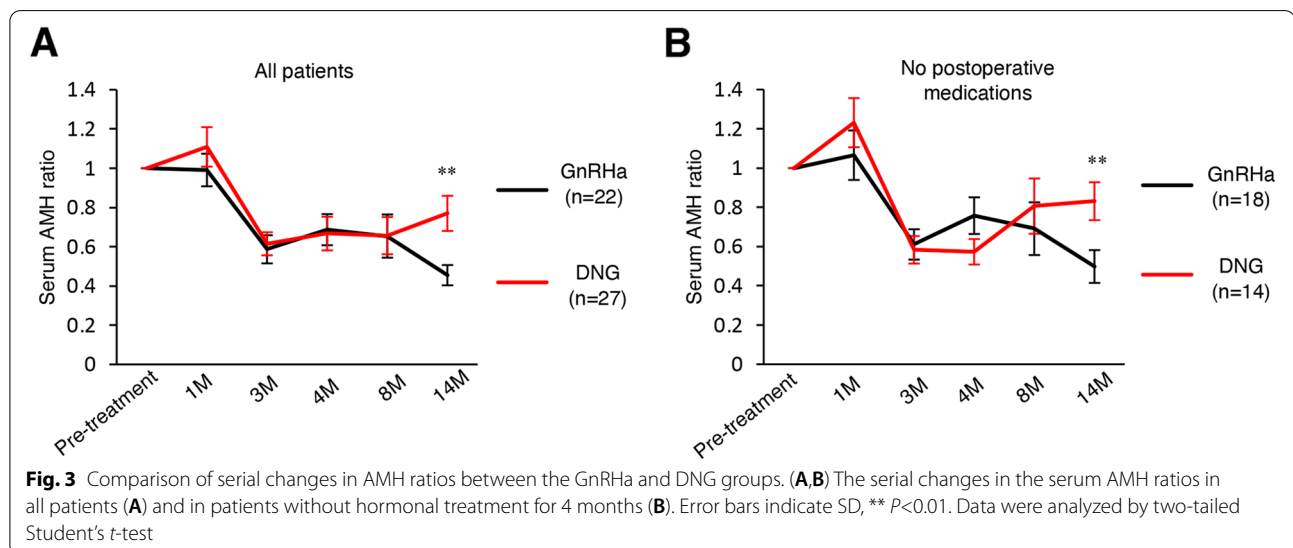 A
All patients
Serum AMH ratio
1.4
1.2
1
0.8
0.6
0.4
0.2
0
Pre-treatment
1M
3M
4M
8M
14M
**
GnRHa
(n=22)
DNG
(n=27)
B
No postoperative
medications
Serum AMH ratio
1.4
1.2
1
0.8
0.6
0.4
0.2
0
Pre-treatment
1M
3M
4M
8M
14M
**
GnRHa
(n=18)
DNG
(n=14)
Fig. 3 Comparison of serial changes in AMH ratios between the GnRHa and DNG groups. (A,B) The serial changes in the serum AMH ratios in
all patients (A) and in patients without hormonal treatment for 4 months (B). Error bars indicate SD, ** P<0.01. Data were analyzed by two-tailed
Student's t-test